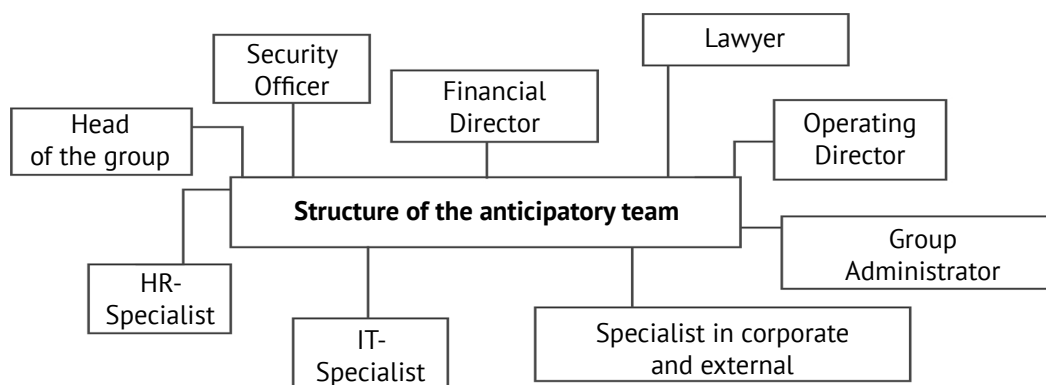 Lawyer
Security
Officer
Financial
Director
Head
of the group
Operating
Director
Structure of the anticipatory team
Group
Administrator
HR-
Specialist
IT-
Specialist
Specialist in corporate
and external